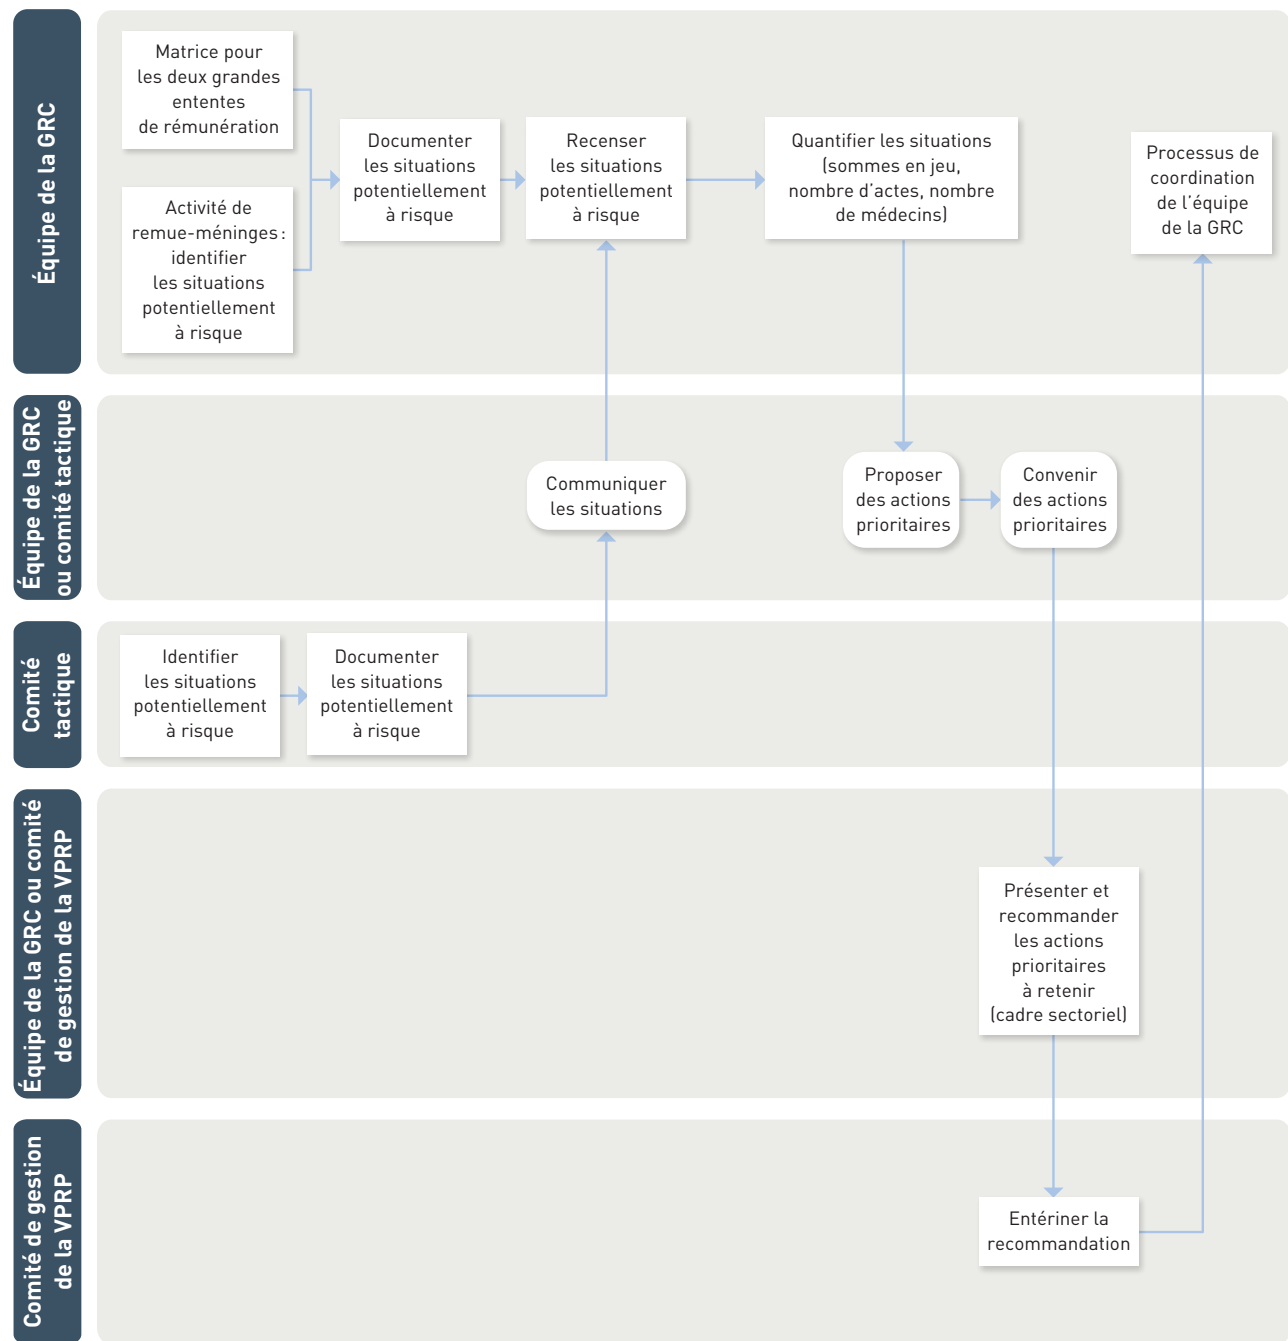 Équipe de la GRC
Matrice pour
les deux grandes
ententes
de rémunération
Activité de
remue-méninges :
identifier
les situations
potentiellement
à risque
Documenter
les situations
potentiellement
à risque
Recenser
les situations
potentiellement
à risque
Quantifier les situations
(sommes en jeu,
nombre d'actes, nombre
de médecins)
Processus de
coordination
de l'équipe
de la GRC
Équipe de la GRC
ou comité tactique
Communiquer
les situations
Proposer
des actions
prioritaires
Convenir
des actions
prioritaires
Comité
tactique
Identifier
les situations
potentiellement
à risque
Documenter
les situations
potentiellement
à risque
Équipe de la GRC ou comité
de gestion de la VPRP
Présenter et
recommander
les actions
prioritaires
à retenir
(cadre sectoriel)
Comité de gestion
de la VPRP
Entériner la
recommandation